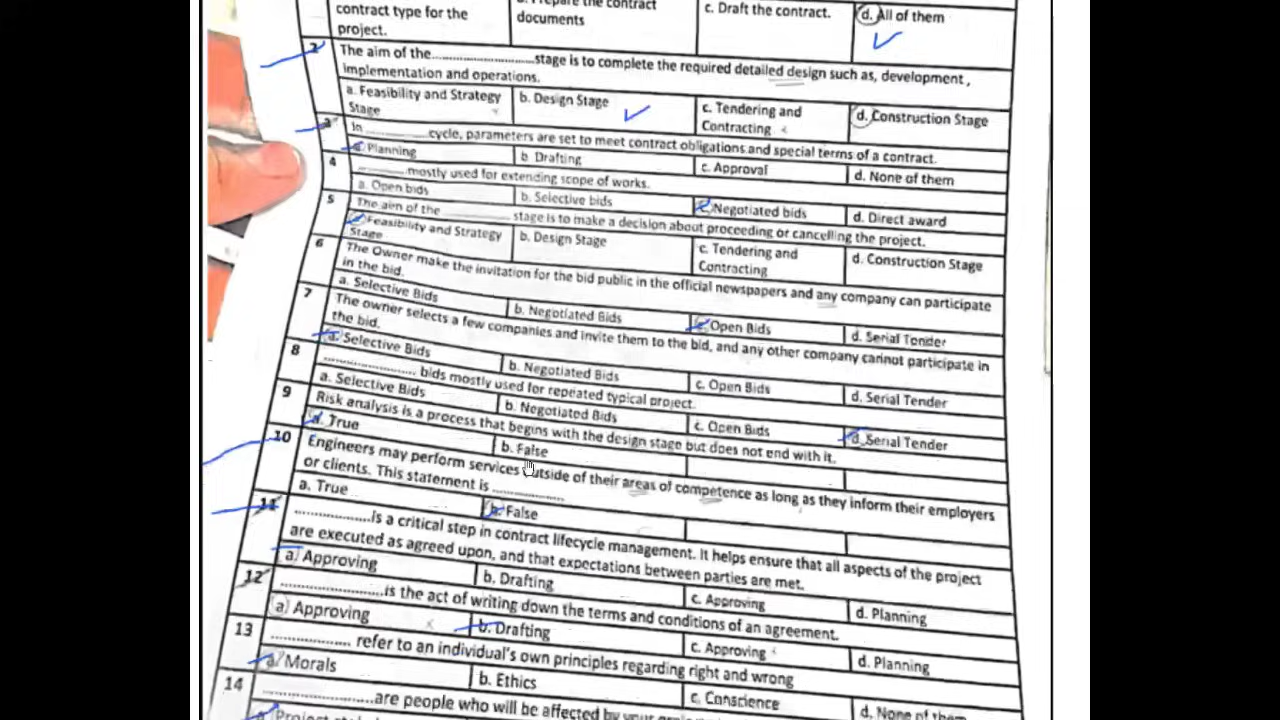 contract type for the
project.
documents
c. Draft the contract.
d. All of them
2
The aim of the..............................stage is to complete the required detailed design such as, development,
implementation and operations.
a. Feasibility and Strategy
Stage
b. Design Stage
c. Tendering and
Contracting
d. Construction Stage
3
In ..................cycle, parameters are set to meet contract obligations and special terms of a contract.
a. Planning
b. Drafting
c. Approval
d. None of them
4
..............mostly used for extending scope of works.
a. Open bids
b. Selective bids
c. Negotiated bids
d. Direct award
5
The aim of the .................... stage is to make a decision about proceeding or cancelling the project.
a. Feasibility and Strategy
Stage
b. Design Stage
c. Tendering and
Contracting
d. Construction Stage
6
The Owner make the invitation for the bid public in the official newspapers and any company can participate
in the bid.
a. Selective Bids
b. Negotiated Bids
c. Open Bids
d. Serial Tender
7
The owner selects a few companies and invite them to the bid, and any other company cannot participate in
the bid.
a. Selective Bids
b. Negotiated Bids
c. Open Bids
d. Serial Tender
8
........................ bids mostly used for repeated typical project.
a. Selective Bids
b. Negotiated Bids
c. Open Bids
d. Serial Tender
9
Risk analysis is a process that begins with the design stage but does not end with it.
a. True
b. False
10
Engineers may perform services outside of their areas of competence as long as they inform their employers
or clients. This statement is ..................
a. True
b. False
11
....................is a critical step in contract lifecycle management. It helps ensure that all aspects of the project
are executed as agreed upon, and that expectations between parties are met.
a) Approving
b. Drafting
c. Approving
d. Planning
12
..........................is the act of writing down the terms and conditions of an agreement.
a) Approving
b. Drafting
c. Approving
d. Planning
13
.................... refer to an individual's own principles regarding right and wrong
a. Morals
b. Ethics
c. Conscience
d. None of them
14
...........................are people who will be affected by your
a. Project